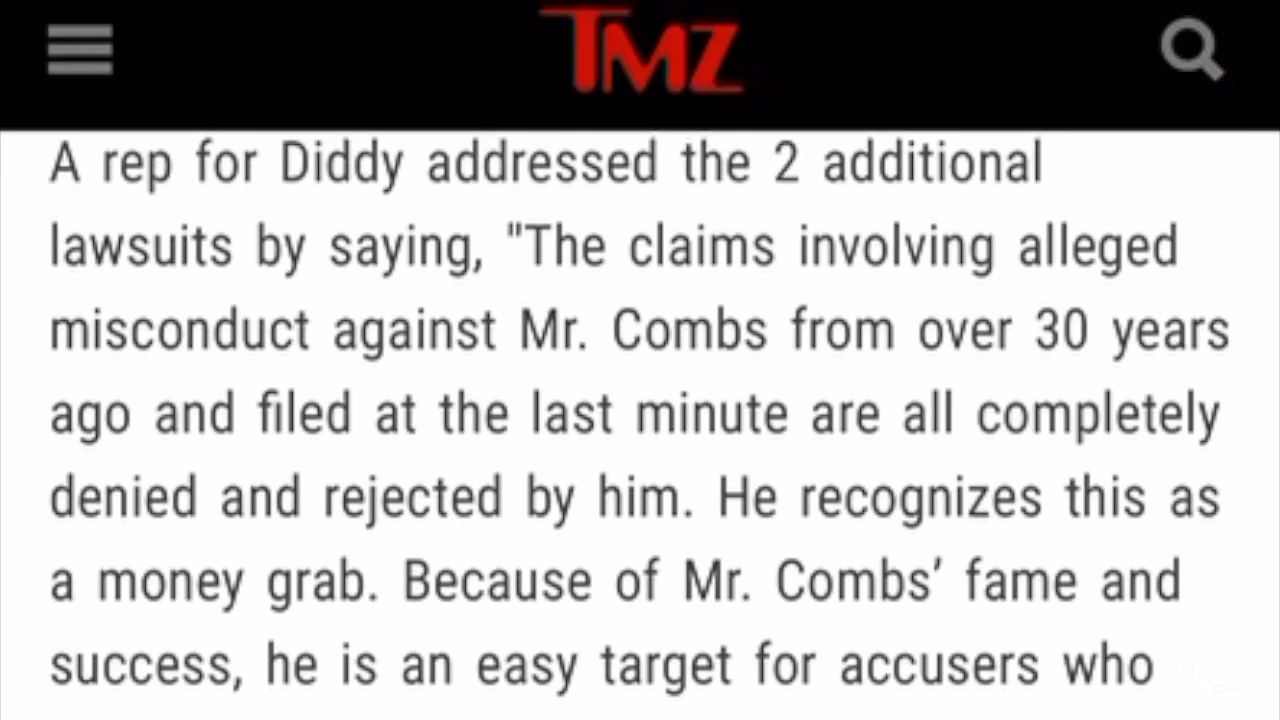 TMZ
A rep for Diddy addressed the 2 additional
lawsuits by saying, "The claims involving alleged
misconduct against Mr. Combs from over 30 years
ago and filed at the last minute are all completely
denied and rejected by him. He recognizes this as
a money grab. Because of Mr. Combs’ fame and
success, he is an easy target for accusers who